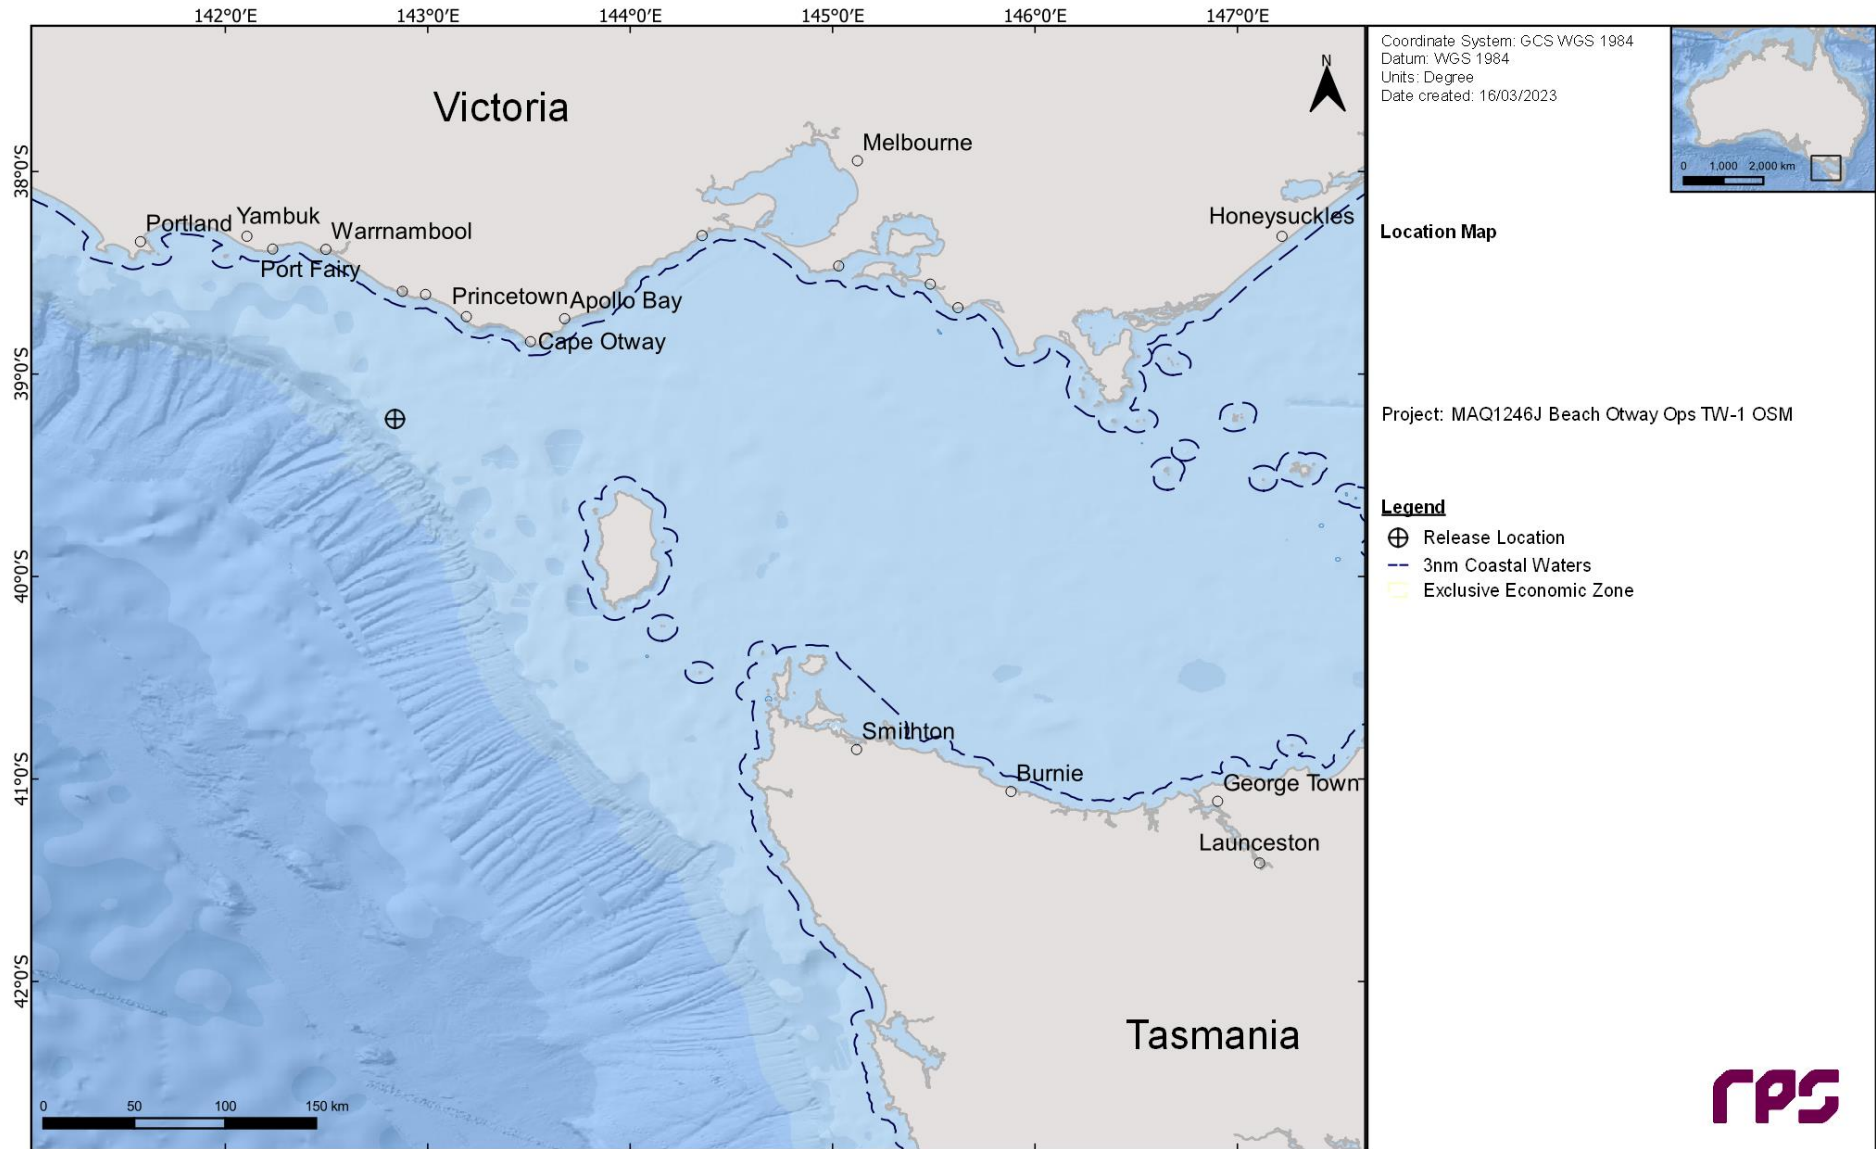 142°0'E 143°0'E 144°0'E 145°0'E 146°0'E 147°0'E
38°0'S
39°0'S
40°0'S
41°0'S
42°0'S
Victoria
N
Melbourne
Portland
Yambuk
Warrnambool
Port Fairy
Honeysuckles
Princetown
Apollo Bay
Cape Otway
Smithton
Burnie
George Town
Launceston
Tasmania
0 50 100 150 km
Coordinate System: GCS WGS 1984
Datum: WGS 1984
Units: Degree
Date created: 16/03/2023
0 1,000 2,000 km
Location Map
Project: MAQ1246J Beach Otway Ops TW-1 OSM
Legend
Release Location
3nm Coastal Waters
Exclusive Economic Zone
rps